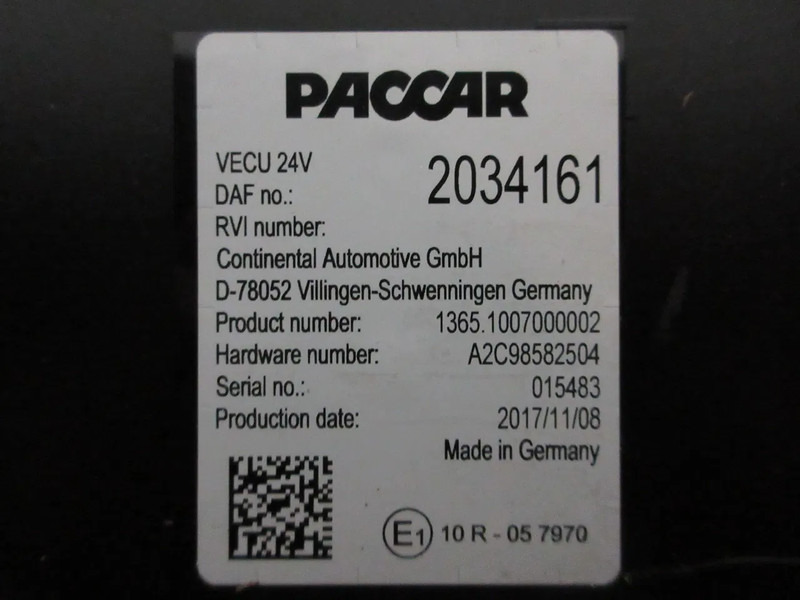 PACCAR
VECU 24V
DAF no.: 2034161
RVI number:
Continental Automotive GmbH
D-78052 Villingen-Schwenningen Germany
Product number: 1365.1007000002
Hardware number: A2C98582504
Serial no.: 015483
Production date: 2017/11/08
Made in Germany
E1 10 R - 05 7970